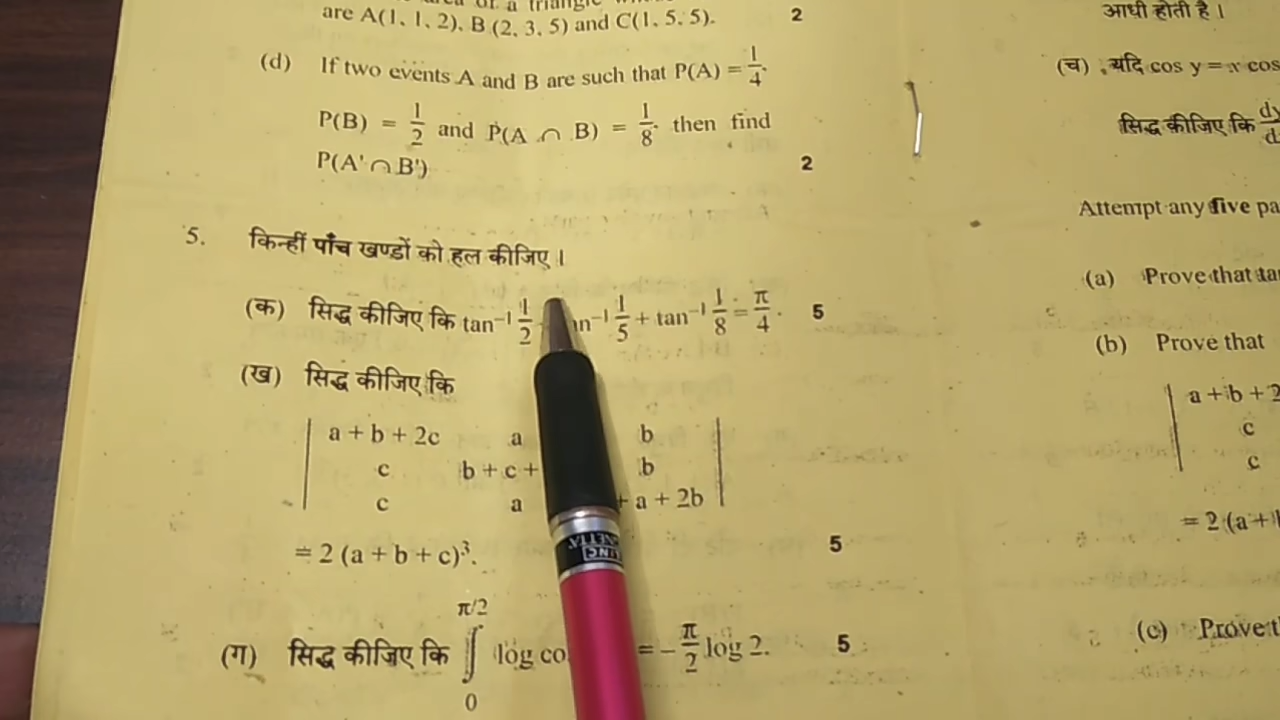 are A(1, 1, 2), B (2, 3, 5) and C(1, 5, 5). 2
(d) If two events A and B are such that P(A) = 1/4.
P(B) = 1/2 and P(A ∩ B) = 1/8. then find
P(A' ∩ B') 2
5. किन्हीं पाँच खण्डों को हल कीजिए।
(क) सिद्ध कीजिए कि tan⁻¹ 1/2 n⁻¹ 1/5 + tan⁻¹ 1/8 = π/4. 5
(ख) सिद्ध कीजिए कि
| a + b + 2c a b |
| c b + c + b |
| c a + a + 2b |
= 2 (a + b + c)³. 5
(ग) सिद्ध कीजिए कि ∫₀^π/2 log co = – π/2 log 2. 5
आधी होती है।
(च) यदि cos y = x cos
सिद्ध कीजिए कि dy/d
Attempt any five pa
(a) Prove that ta
(b) Prove that
| a + b + 2
| c
| c
= 2 (a +
(c) Prove t